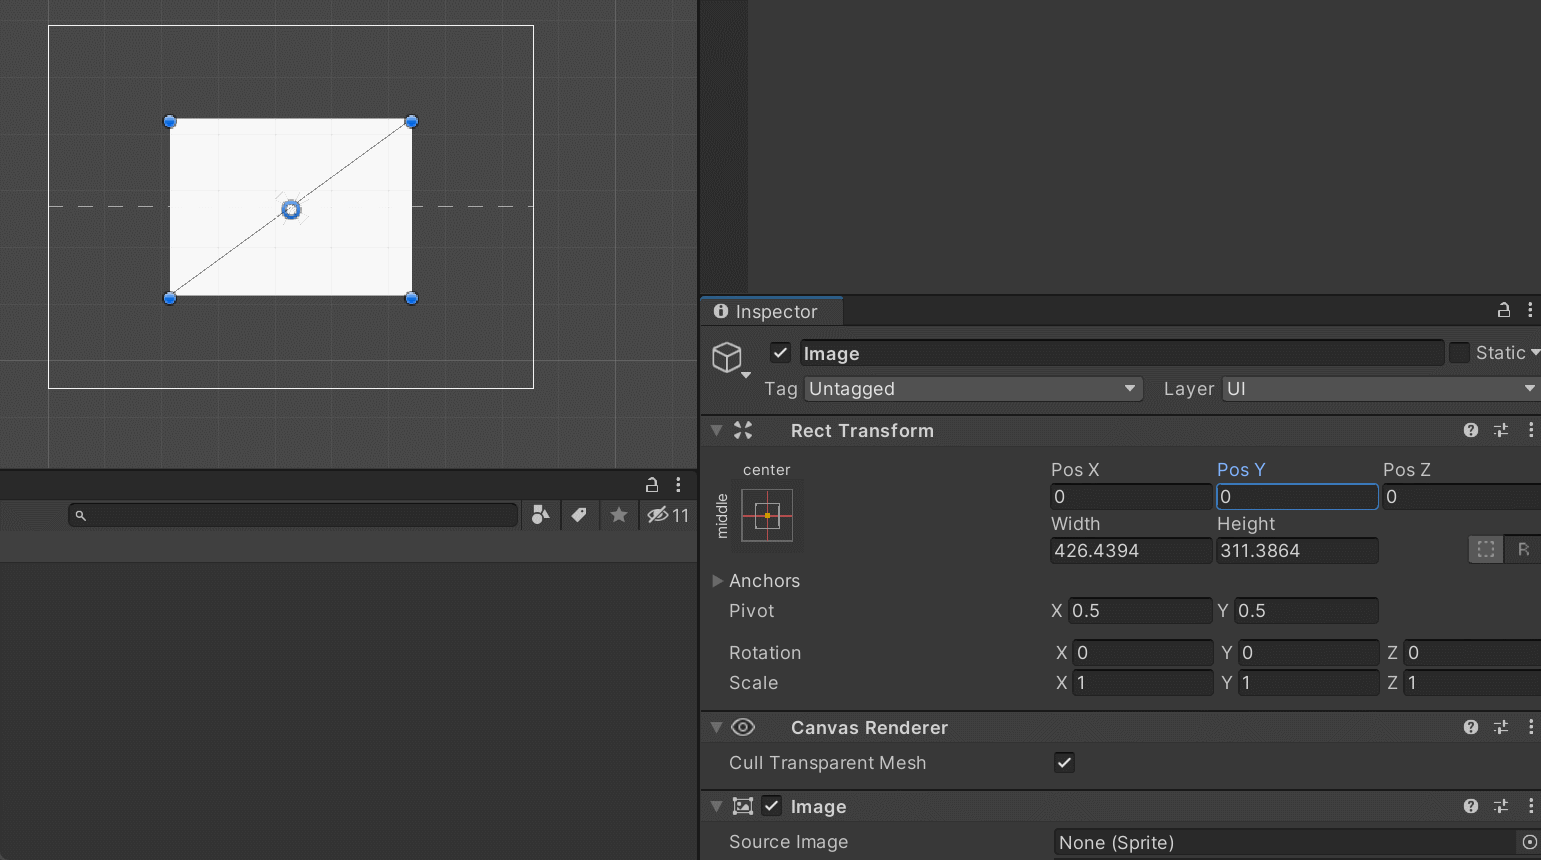 Inspector
Image
Static
Tag Untagged Layer UI
Rect Transform
center
middle
Pos X Pos Y Pos Z
0 0 0
Width Height
426.4394 311.3864
R
11
Anchors
Pivot X 0.5 Y 0.5
Rotation X 0 Y 0 Z 0
Scale X 1 Y 1 Z 1
Canvas Renderer
Cull Transparent Mesh
Image
Source Image None (Sprite)